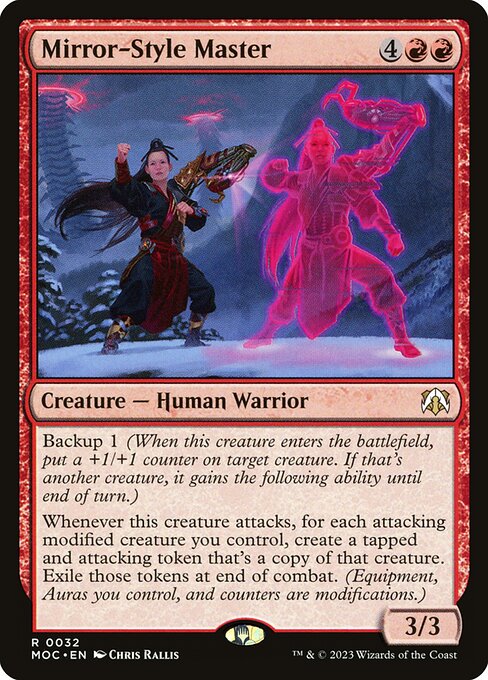 Mirror-Style Master 4
Creature — Human Warrior
Backup 1 (When this creature enters the battlefield,
put a +1/+1 counter on target creature. If that's
another creature, it gains the following ability until
end of turn.)
Whenever this creature attacks, for each attacking
modified creature you control, create a tapped
and attacking token that's a copy of that creature.
Exile those tokens at end of combat. (Equipment,
Auras you control, and counters are modifications.)
3/3
R 0032
MOC • EN Chris Rallis
™ & © 2023 Wizards of the Coast